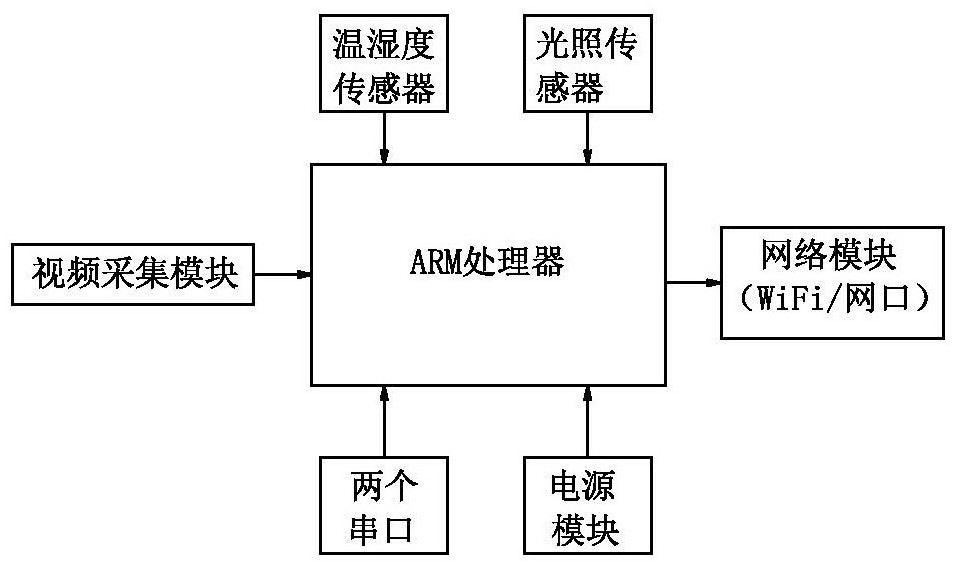 温湿度
传感器
光照传
感器
视频采集模块
ARM处理器
网络模块
（WiFi/网口）
两个
串口
电源
模块